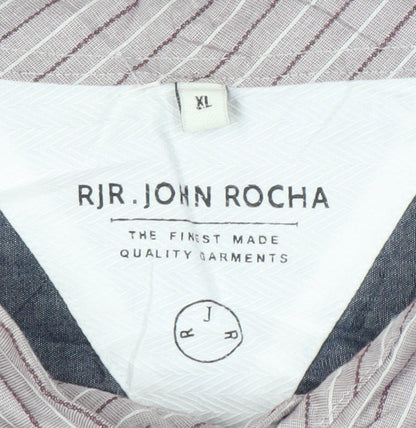 XL
RJR.JOHN ROCHA
THE FINEST MADE
QUALITY GARMENTS
J
R R